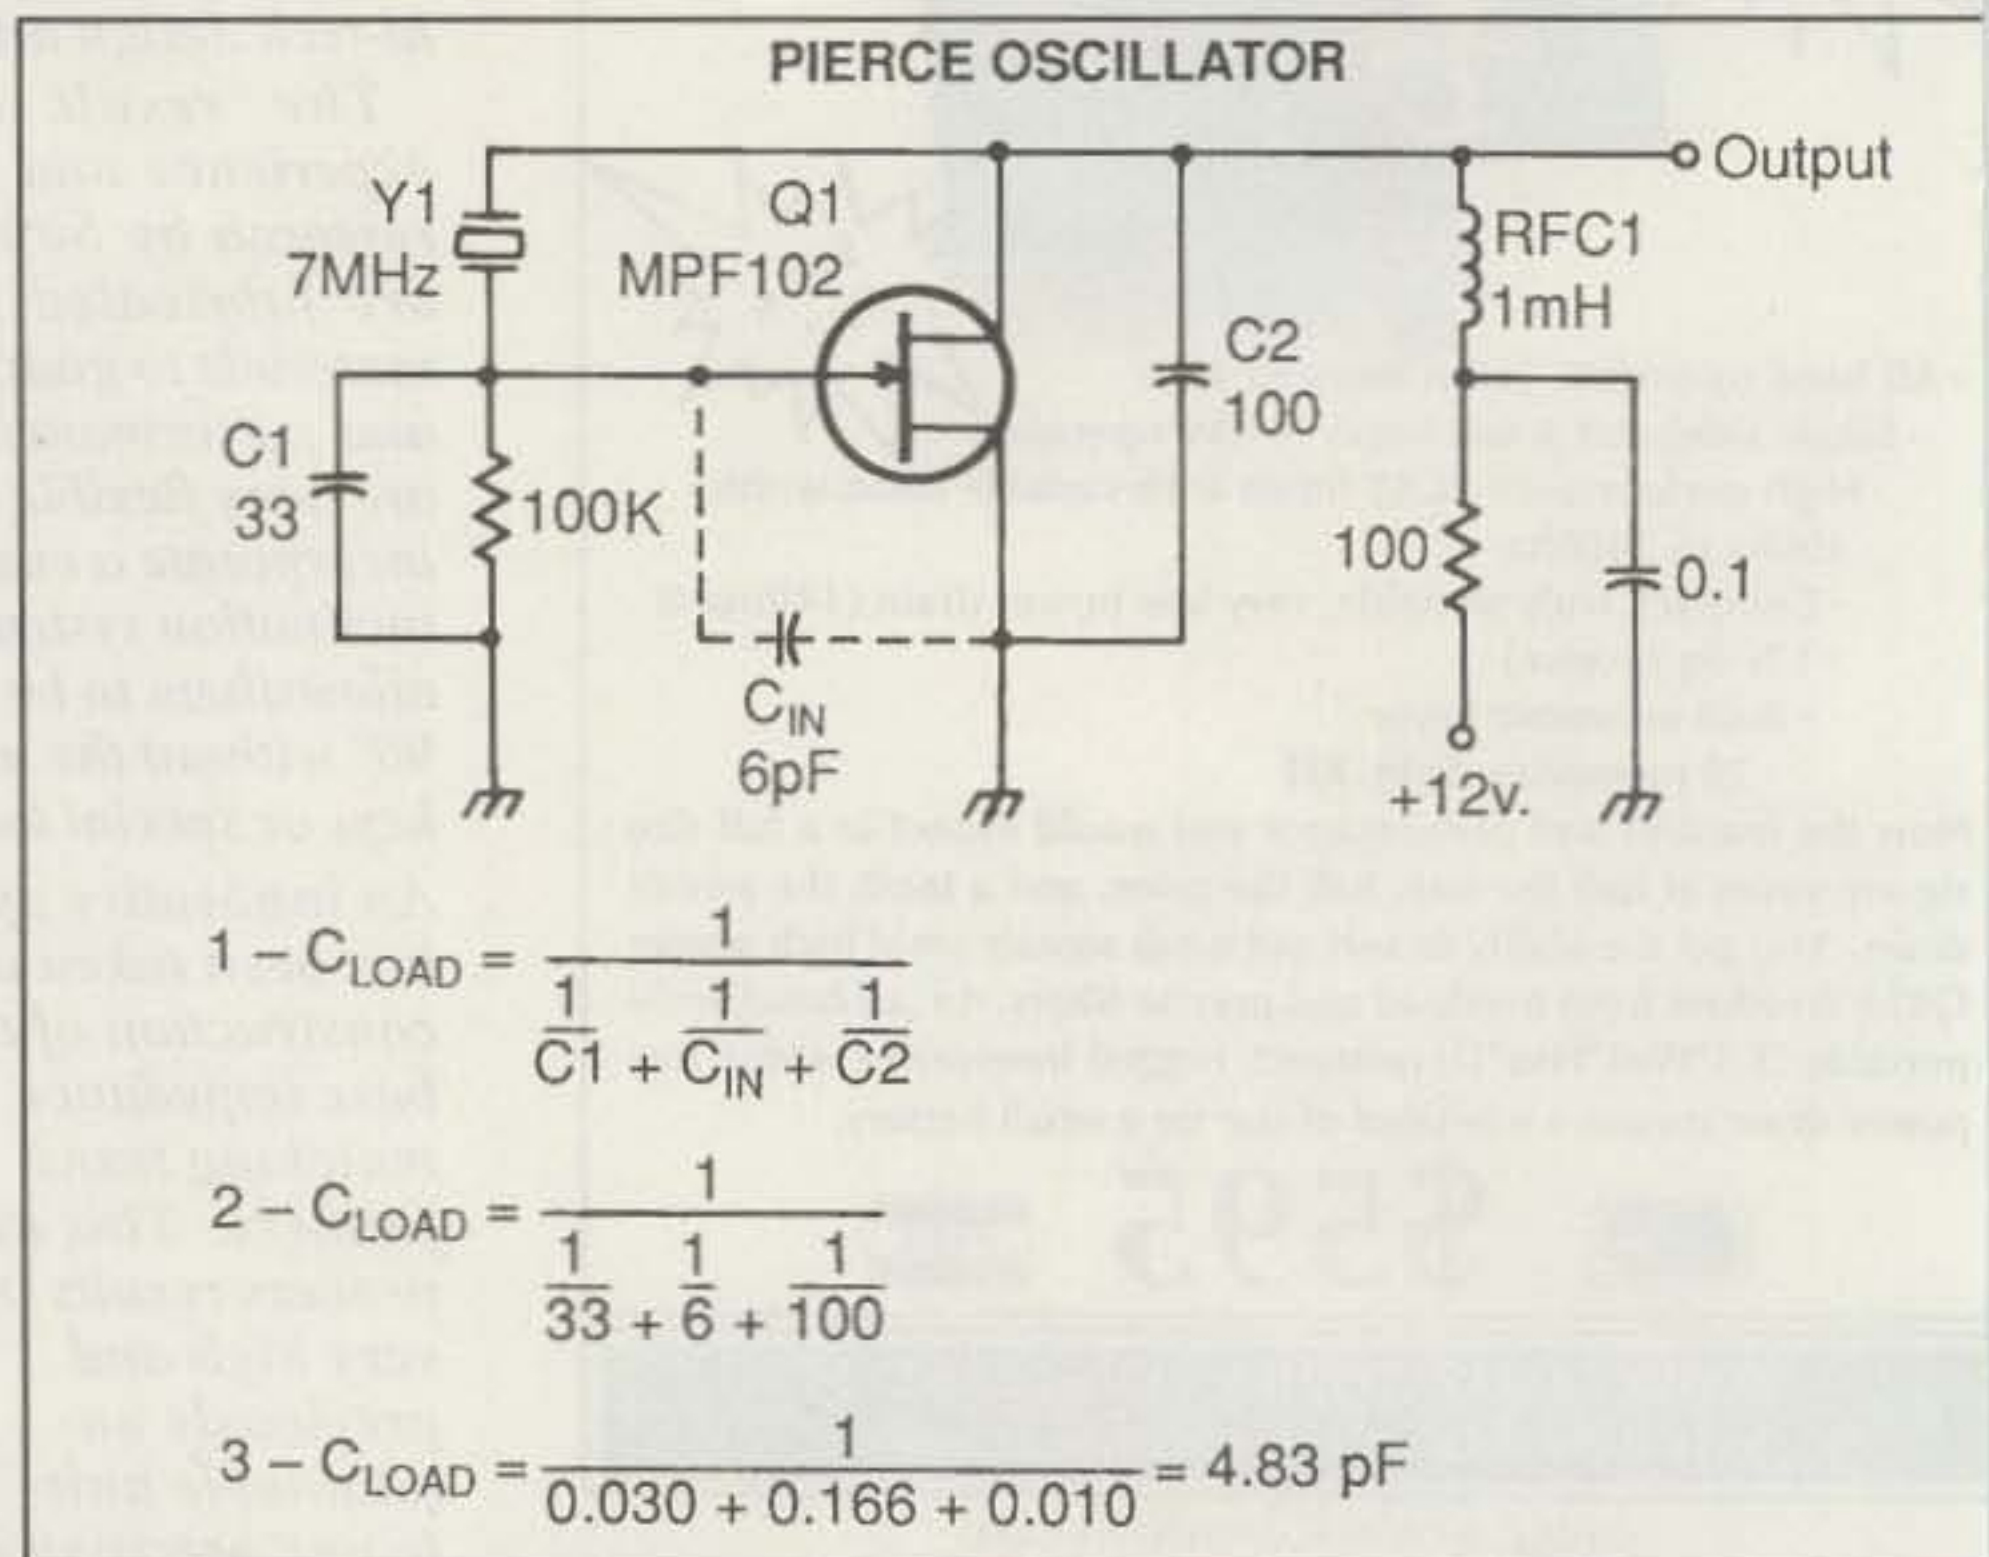 PIERCE OSCILLATOR
Output
Y1
7MHz
Q1
MPF102
RFC1
1mH
C2
100
C1
33
100K
100
0.1
CIN
6pF
+12v.
1 – CLOAD = 1 / (1/C1 + 1/CIN + 1/C2)
2 – CLOAD = 1 / (1/33 + 1/6 + 1/100)
3 – CLOAD = 1 / (0.030 + 0.166 + 0.010) = 4.83 pF